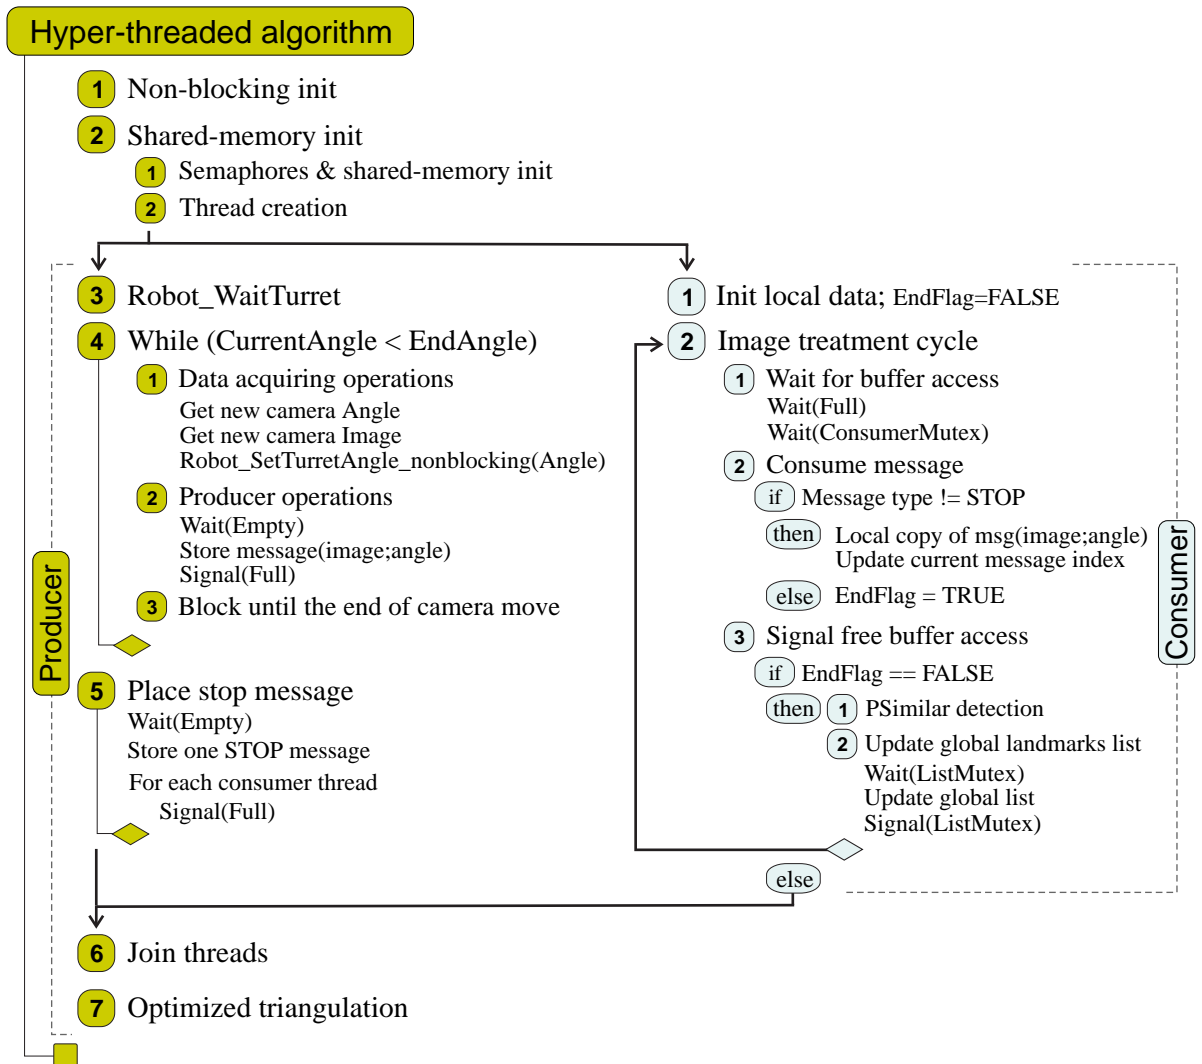 Hyper-threaded algorithm
1 Non-blocking init
2 Shared-memory init
1 Semaphores & shared-memory init
2 Thread creation
Producer
3 Robot_WaitTurret
4 While (CurrentAngle < EndAngle)
1 Data acquiring operations
Get new camera Angle
Get new camera Image
Robot_SetTurretAngle_nonblocking(Angle)
2 Producer operations
Wait(Empty)
Store message(image;angle)
Signal(Full)
3 Block until the end of camera move
5 Place stop message
Wait(Empty)
Store one STOP message
For each consumer thread
Signal(Full)
Consumer
1 Init local data; EndFlag=FALSE
2 Image treatment cycle
1 Wait for buffer access
Wait(Full)
Wait(ConsumerMutex)
2 Consume message
if Message type != STOP
then Local copy of msg(image;angle)
Update current message index
else EndFlag = TRUE
3 Signal free buffer access
if EndFlag == FALSE
then 1 PSimilar detection
2 Update global landmarks list
Wait(ListMutex)
Update global list
Signal(ListMutex)
else
6 Join threads
7 Optimized triangulation